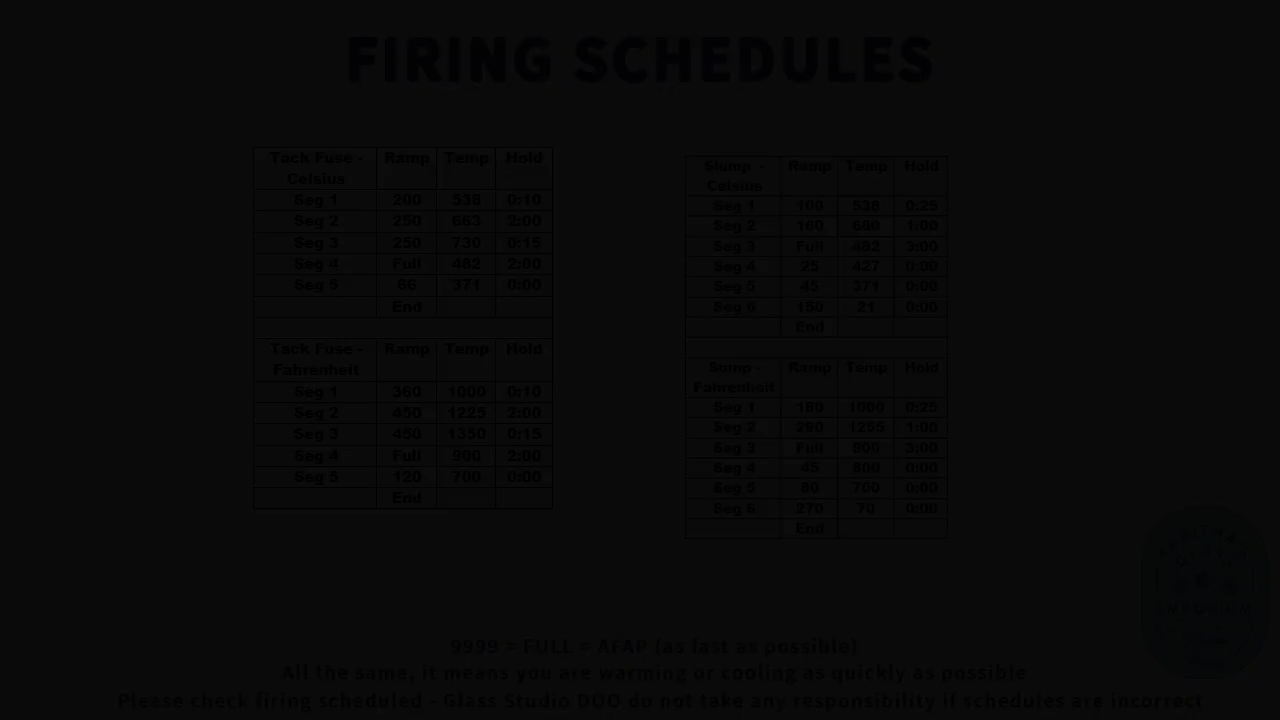 FIRING SCHEDULES
Tack Fuse - Celsius Ramp Temp Hold
Seg 1 200 538 0:10
Seg 2 250 663 2:00
Seg 3 250 730 0:15
Seg 4 Full 482 2:00
Seg 5 66 371 0:00
End
Tack Fuse - Fahrenheit Ramp Temp Hold
Seg 1 360 1000 0:10
Seg 2 450 1225 2:00
Seg 3 450 1350 0:15
Seg 4 Full 900 2:00
Seg 5 120 700 0:00
End
Slump - Celsius Ramp Temp Hold
Seg 1 538 0:25
Seg 2 160 1:00
Seg 3 Full 482 3:00
Seg 4 25 427 0:00
Seg 5 45 371 0:00
Seg 6 150 21 0:00
End
Fahrenheit Ramp Temp Hold
Seg 1 180 1000 0:25
Seg 2 1:00
Seg 3 Full 900 3:00
Seg 4 45 800 0:00
Seg 5 80 700 0:00
Seg 6 270 70 0:00
End
9999 = FULL = AFAP (as fast as possible)
All the same, it means you are warming or cooling as quickly as possible
Please check firing scheduled - Glass Studio DOO do not take any responsibility if schedules are incorrect